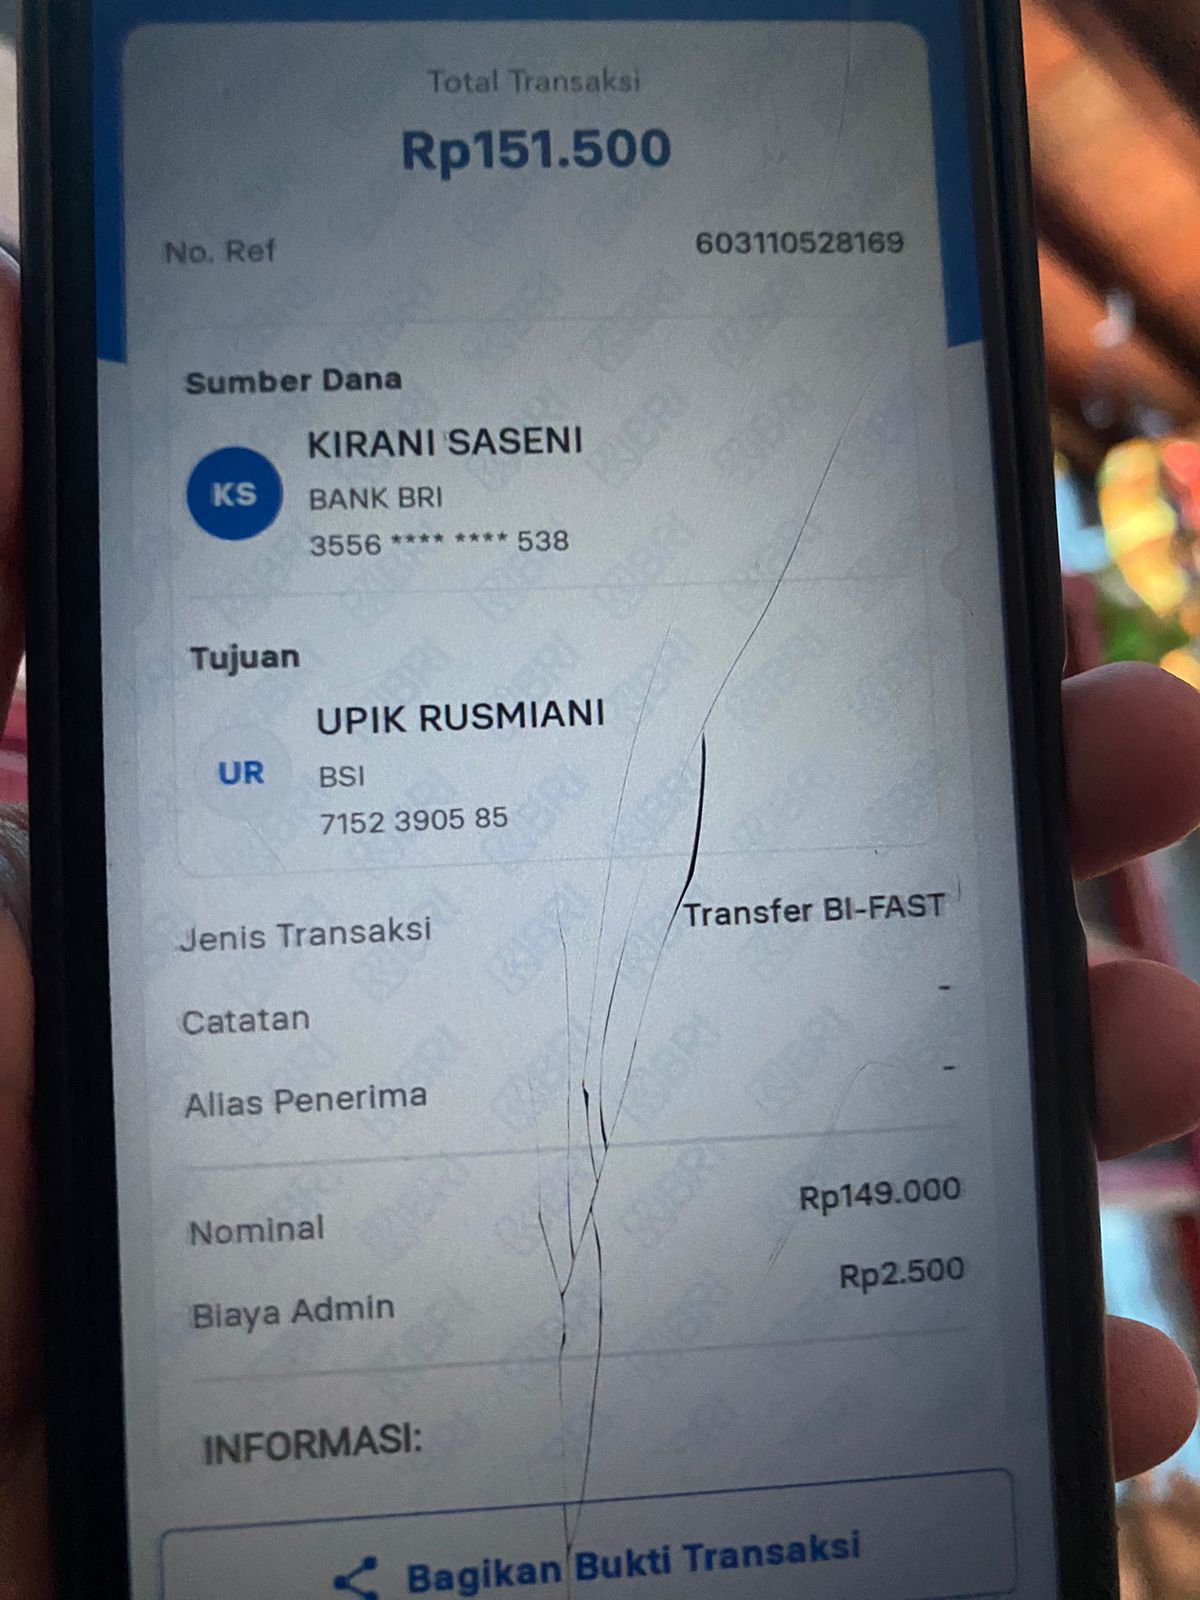 Total Transaksi
Rp151.500
No. Ref 603110528169
Sumber Dana
KS
KIRANI SASENI
BANK BRI
3556 **** **** 538
Tujuan
UR
UPIK RUSMIANI
BSI
7152 3905 85
Jenis Transaksi Transfer BI-FAST
Catatan -
Alias Penerima -
Nominal Rp149.000
Biaya Admin Rp2.500
INFORMASI:
Bagikan Bukti Transaksi